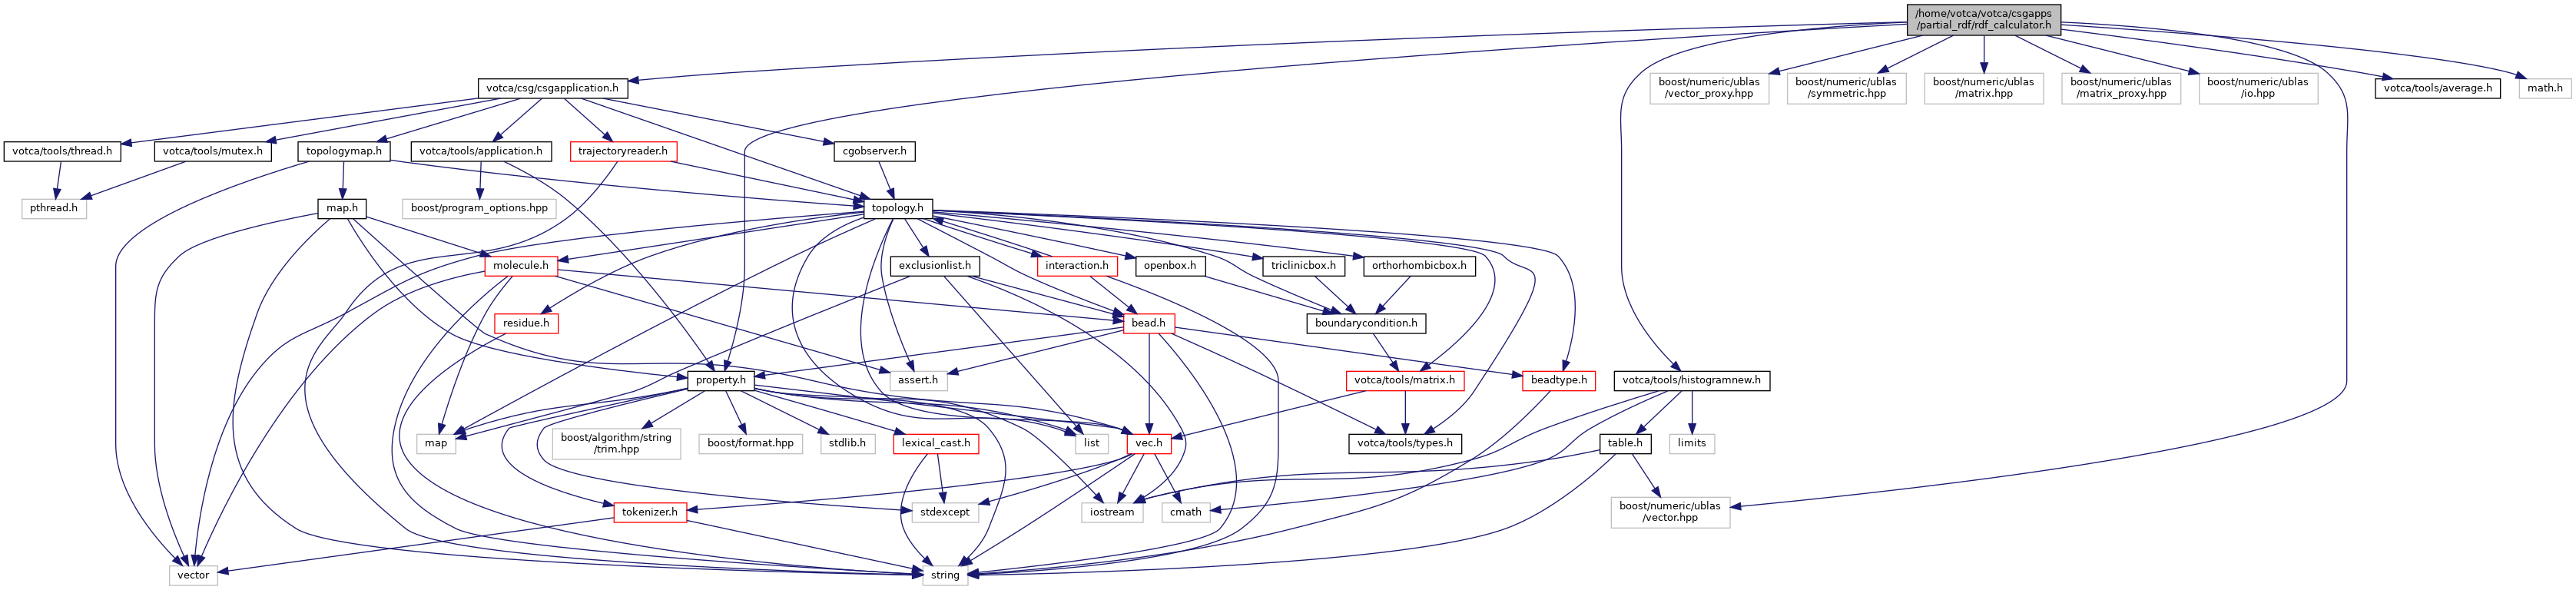 /home/votca/votca/csgapps
/partial_rdf/rdf_calculator.h
votca/csg/csgapplication.h
boost/numeric/ublas
/vector_proxy.hpp
boost/numeric/ublas
/symmetric.hpp
boost/numeric/ublas
/matrix.hpp
boost/numeric/ublas
/matrix_proxy.hpp
boost/numeric/ublas
/io.hpp
votca/tools/average.h
math.h
votca/tools/thread.h
votca/tools/mutex.h
topologymap.h
votca/tools/application.h
trajectoryreader.h
cgobserver.h
pthread.h
map.h
boost/program_options.hpp
topology.h
molecule.h
exclusionlist.h
interaction.h
openbox.h
triclinicbox.h
orthorhombicbox.h
residue.h
bead.h
boundarycondition.h
property.h
assert.h
votca/tools/matrix.h
beadtype.h
votca/tools/histogramnew.h
map
boost/algorithm/string
/trim.hpp
boost/format.hpp
stdlib.h
lexical_cast.h
list
vec.h
votca/tools/types.h
table.h
limits
tokenizer.h
stdexcept
iostream
cmath
boost/numeric/ublas
/vector.hpp
vector
string